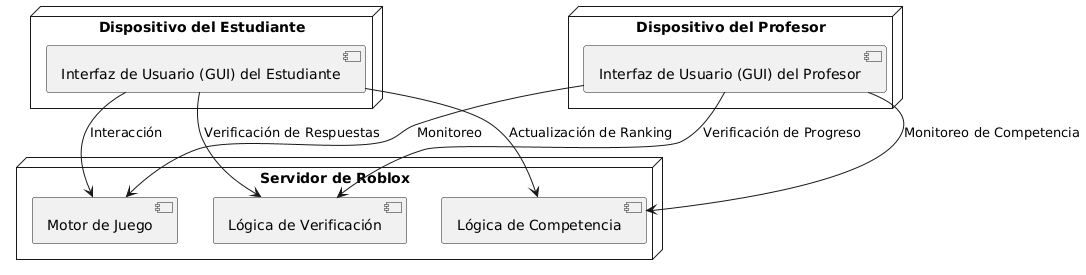 Dispositivo del Estudiante
Dispositivo del Profesor
Interfaz de Usuario (GUI) del Estudiante
Interfaz de Usuario (GUI) del Profesor
Interacción
Verificación de Respuestas
Monitoreo
Actualización de Ranking
Verificación de Progreso
Monitoreo de Competencia
Servidor de Roblox
Motor de Juego
Lógica de Verificación
Lógica de Competencia